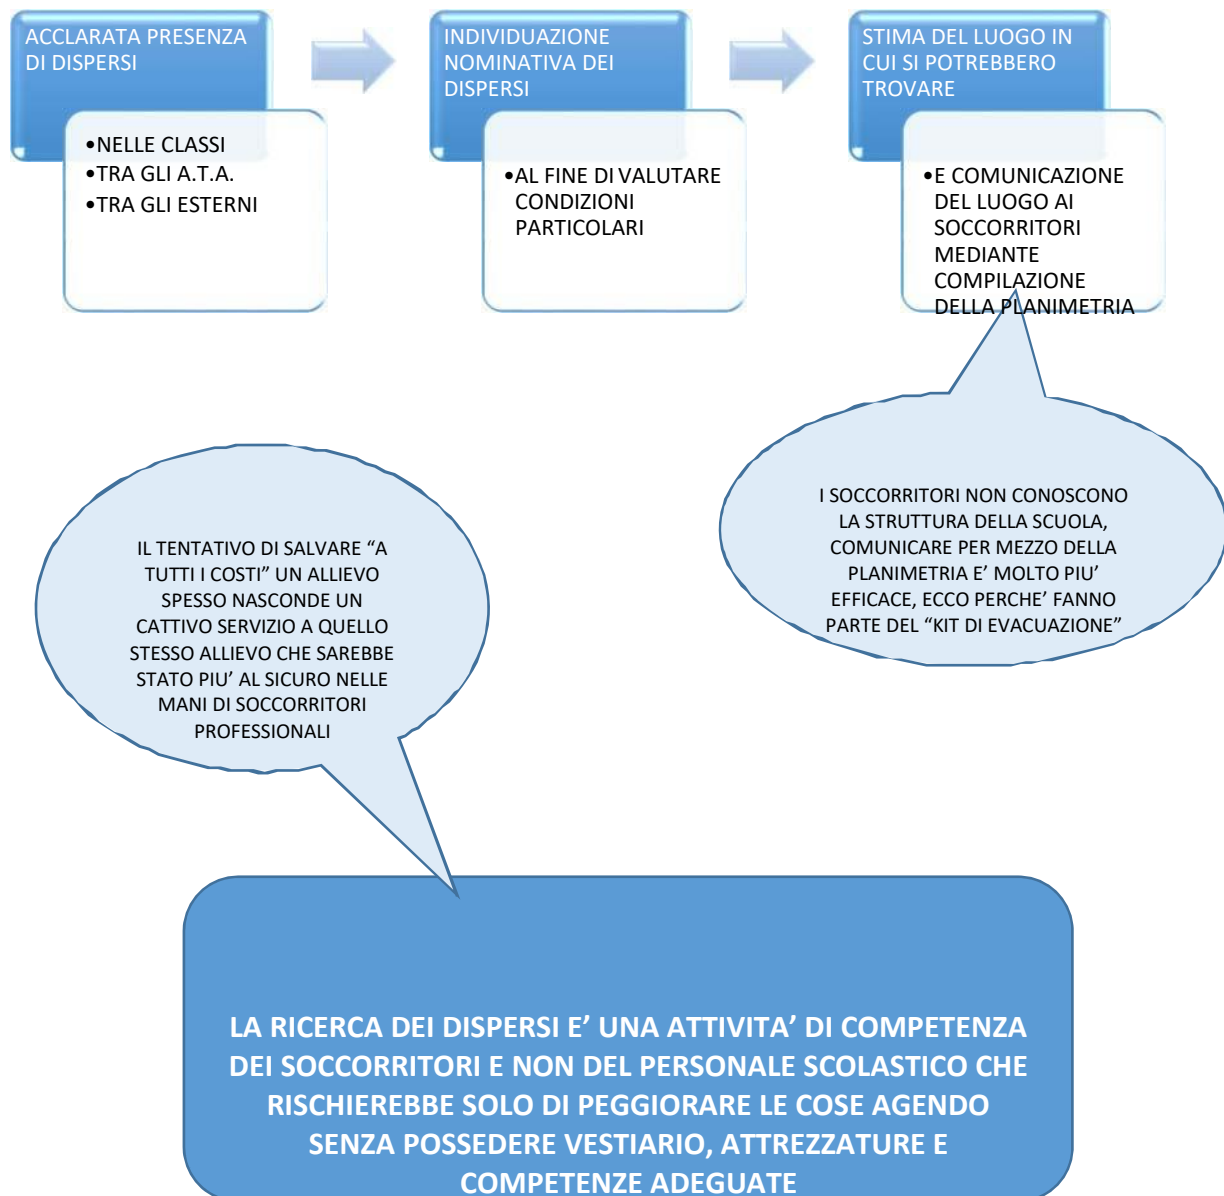 ACCLARATA PRESENZA
DI DISPERSI
•NELLE CLASSI
•TRA GLI A.T.A.
•TRA GLI ESTERNI
INDIVIDUAZIONE
NOMINATIVA DEI
DISPERSI
•AL FINE DI VALUTARE
CONDIZIONI
PARTICOLARI
STIMA DEL LUOGO IN
CUI SI POTREBBERO
TROVARE
•E COMUNICAZIONE
DEL LUOGO AI
SOCCORRITORI
MEDIANTE
COMPILAZIONE
DELLA PLANIMETRIA
I SOCCORRITORI NON CONOSCONO
LA STRUTTURA DELLA SCUOLA,
COMUNICARE PER MEZZO DELLA
PLANIMETRIA E’ MOLTO PIU’
EFFICACE, ECCO PERCHE’ FANNO
PARTE DEL “KIT DI EVACUAZIONE”
IL TENTATIVO DI SALVARE “A
TUTTI I COSTI” UN ALLIEVO
SPESSO NASCONDE UN
CATTIVO SERVIZIO A QUELLO
STESSO ALLIEVO CHE SAREBBE
STATO PIU’ AL SICURO NELLE
MANI DI SOCCORRITORI
PROFESSIONALI
LA RICERCA DEI DISPERSI E’ UNA ATTIVITA’ DI COMPETENZA
DEI SOCCORRITORI E NON DEL PERSONALE SCOLASTICO CHE
RISCHIEREBBE SOLO DI PEGGIORARE LE COSE AGENDO
SENZA POSSEDERE VESTIARIO, ATTREZZATURE E
COMPETENZE ADEGUATE